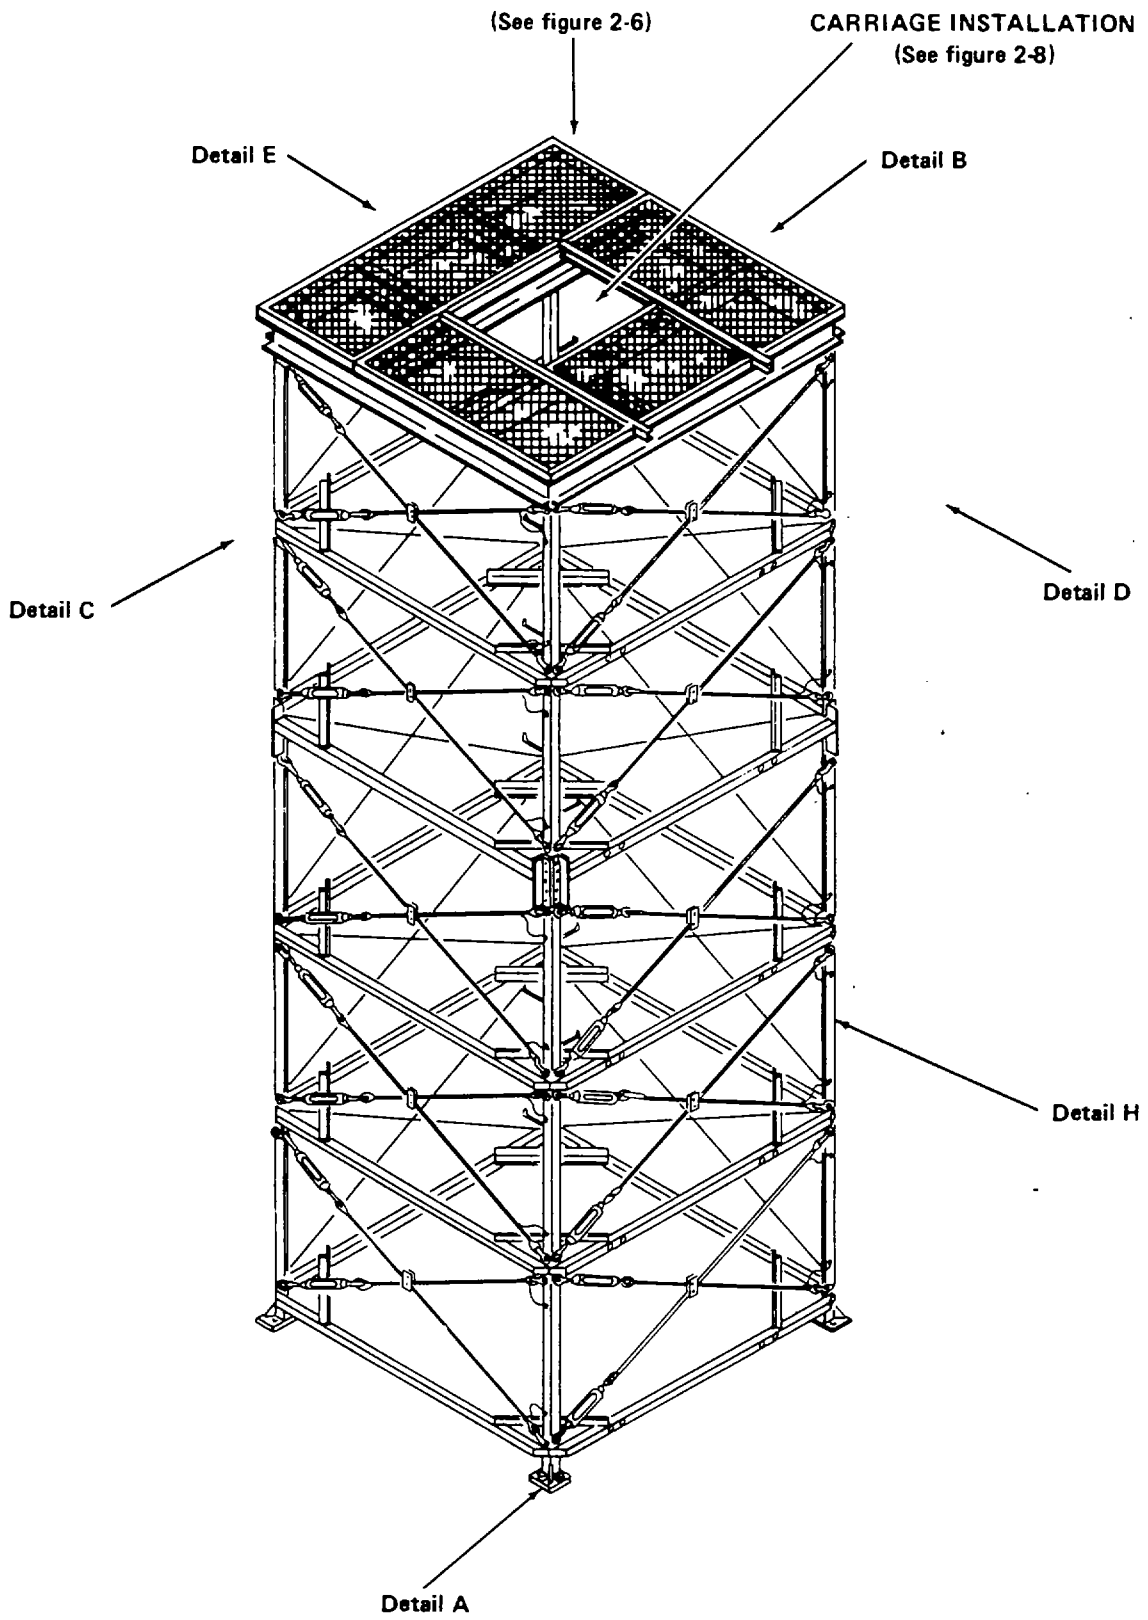 (See figure 2-6)
CARRIAGE INSTALLATION
(See figure 2-8)
Detail E
Detail B
Detail C
Detail D
Detail H
Detail A